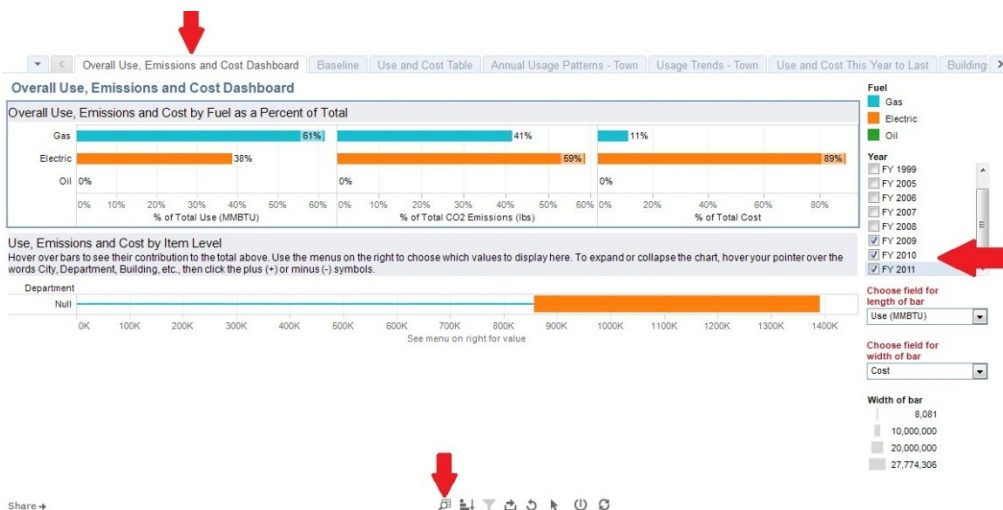 Overall Use, Emissions and Cost Dashboard
Baseline
Use and Cost Table
Annual Usage Patterns - Town
Usage Trends - Town
Use and Cost This Year to Last
Building
Overall Use, Emissions and Cost Dashboard
Overall Use, Emissions and Cost by Fuel as a Percent of Total
Gas 61% 41% 11%
Electric 38% 59% 89%
Oil 0% 0% 0%
0% 10% 20% 30% 40% 50% 60% 0% 10% 20% 30% 40% 50% 60% 0% 20% 40% 60% 80%
% of Total Use (MMBTU) % of Total CO2 Emissions (lbs) % of Total Cost
Use, Emissions and Cost by Item Level
Hover over bars to see their contribution to the total above. Use the menus on the right to choose which values to display here. To expand or collapse the chart, hover your pointer over the
words City, Department, Building, etc., then click the plus (+) or minus (-) symbols.
Department
Null
0K 100K 200K 300K 400K 500K 600K 700K 800K 900K 1000K 1100K 1200K 1300K 1400K
See menu on right for value
Fuel
Gas
Electric
Oil
Year
FY 1999
FY 2005
FY 2006
FY 2007
FY 2008
FY 2009
FY 2010
FY 2011
Choose field for
length of bar
Use (MMBTU)
Choose field for
width of bar
Cost
Width of bar
8,081
10,000,000
20,000,000
27,774,306
Share